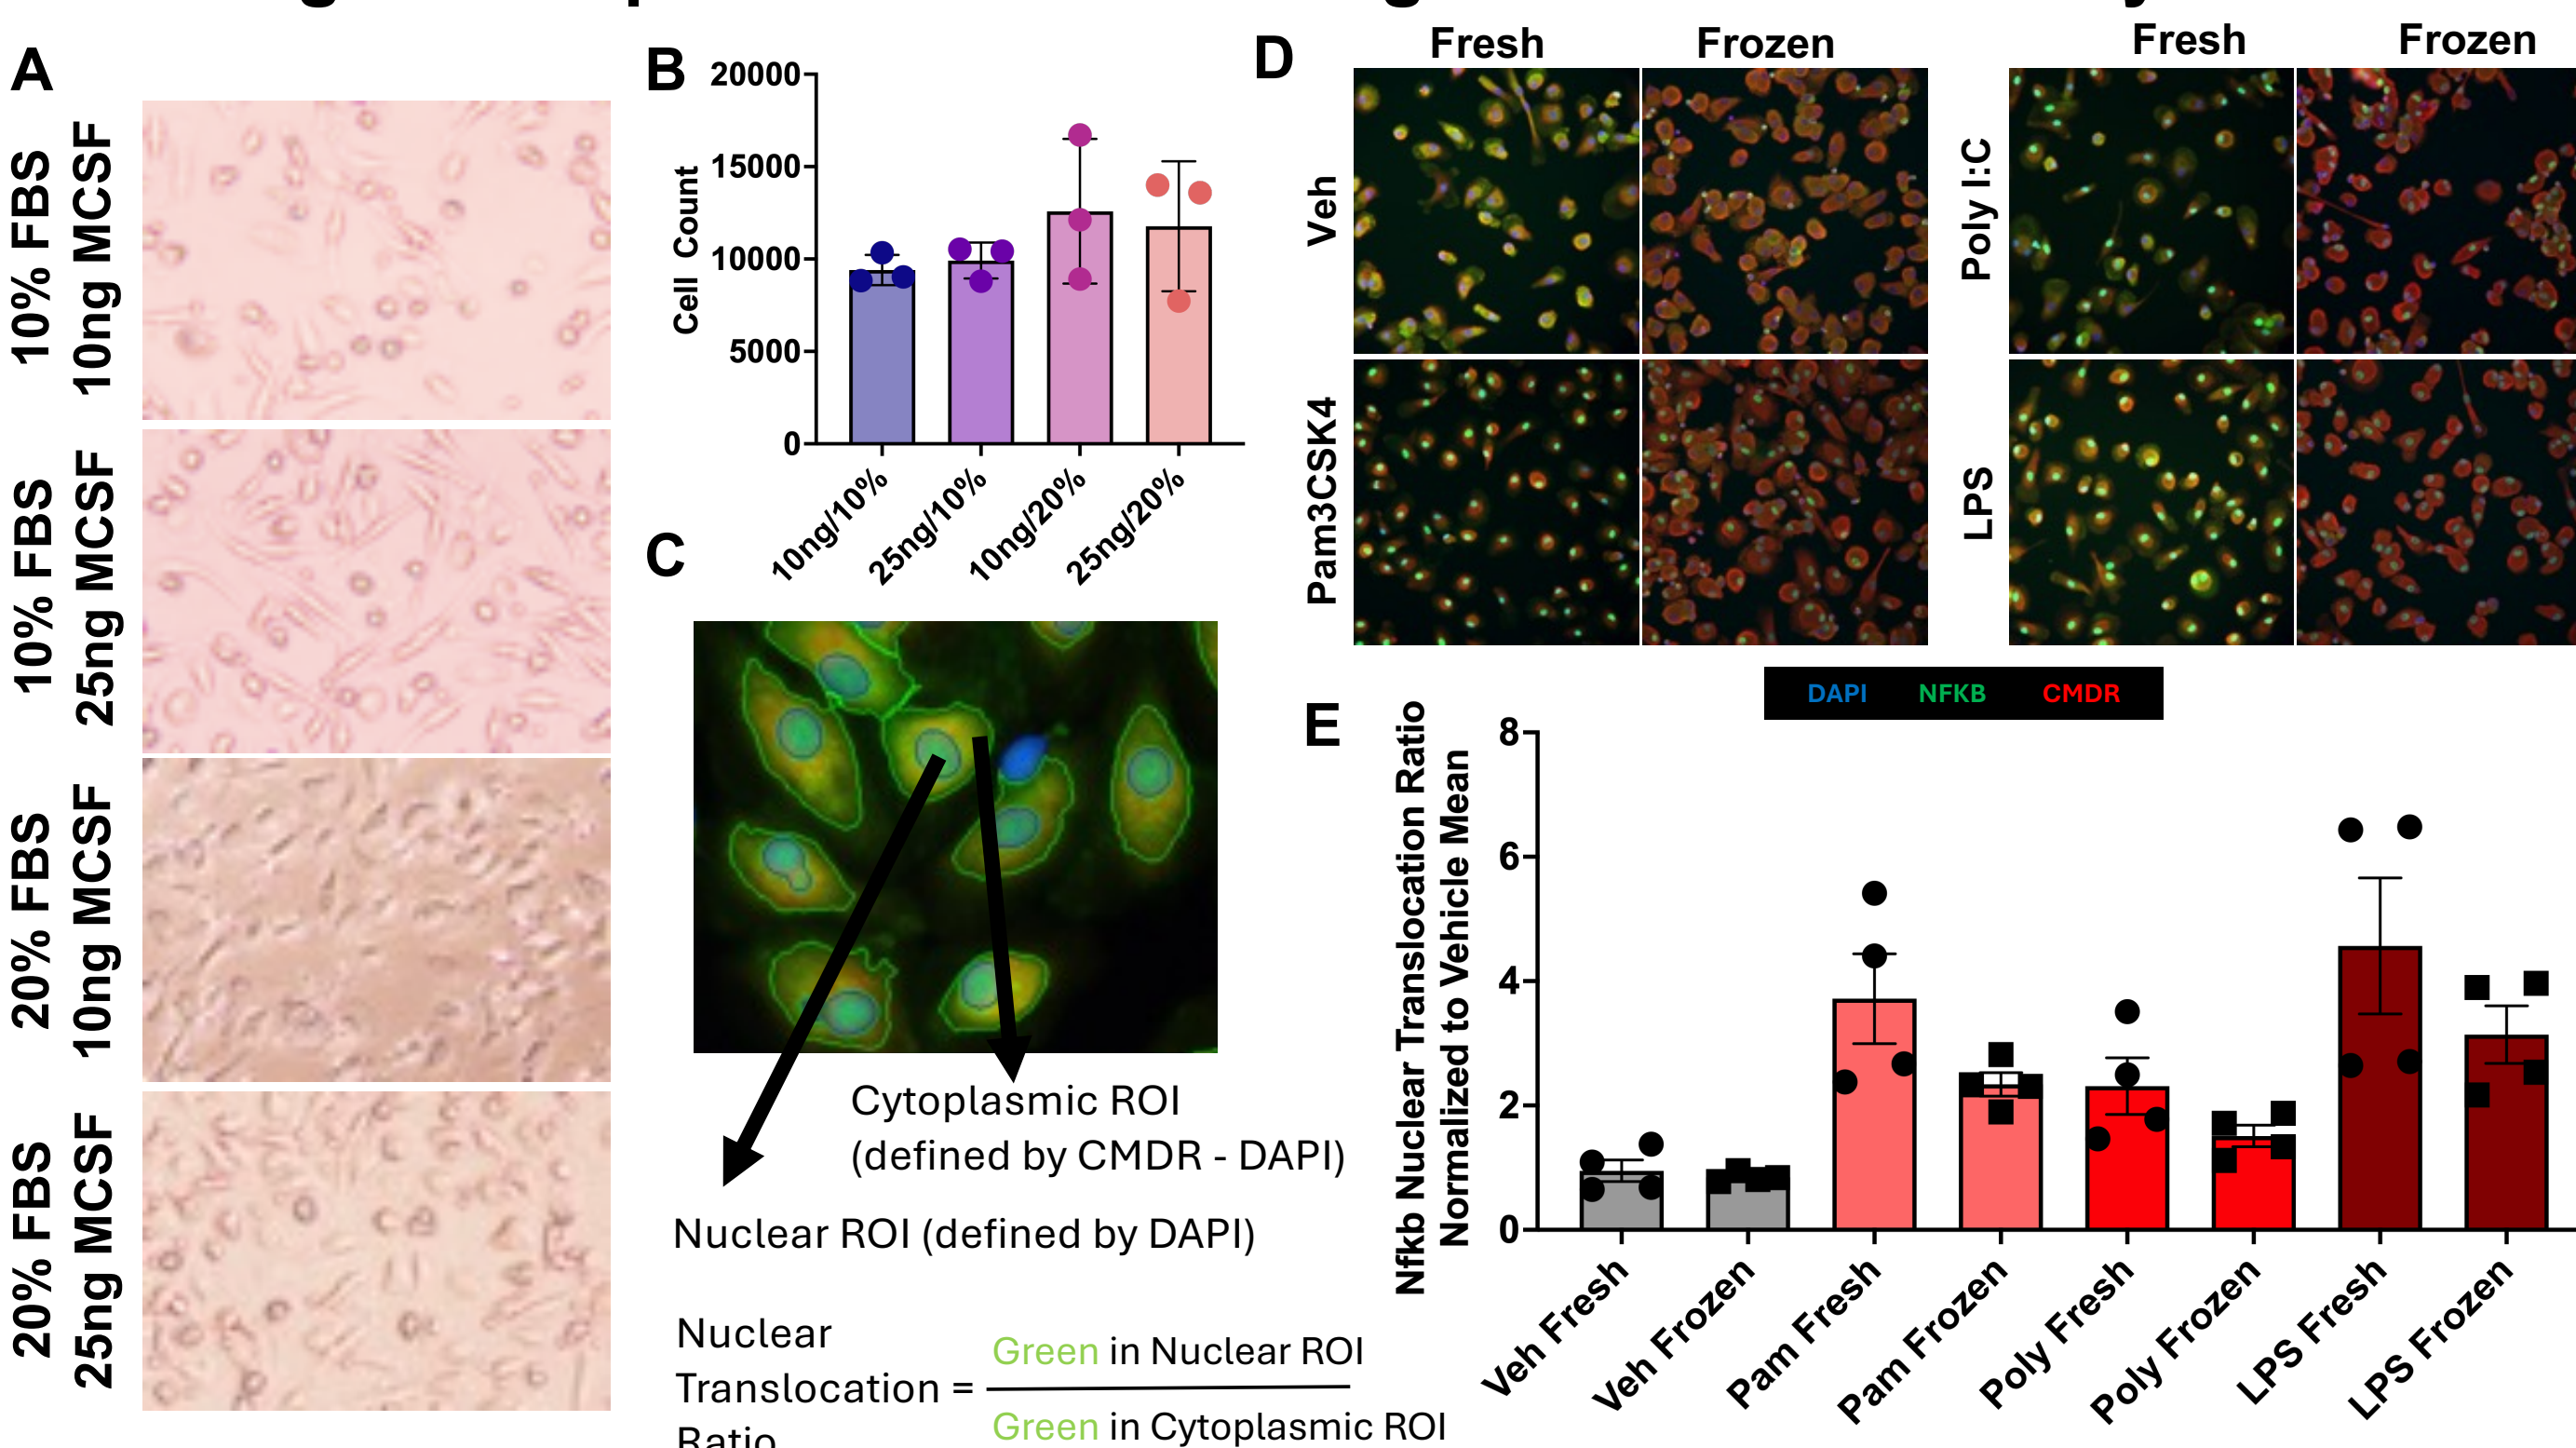 A
10% FBS
10ng MCSF
10% FBS
25ng MCSF
20% FBS
10ng MCSF
20% FBS
25ng MCSF
B
Cell Count
20000
15000
10000
5000
0
10ng/10%
25ng/10%
10ng/20%
25ng/20%
C
Cytoplasmic ROI
(defined by CMDR - DAPI)
Nuclear ROI (defined by DAPI)
Nuclear
Translocation =
Ratio
Green in Nuclear ROI
Green in Cytoplasmic ROI
D
Fresh
Frozen
Fresh
Frozen
Veh
Pam3CSK4
Poly I:C
LPS
DAPI NFKB CMDR
E
Nfkb Nuclear Translocation Ratio
Normalized to Vehicle Mean
8
6
4
2
0
Veh Fresh
Veh Frozen
Pam Fresh
Pam Frozen
Poly Fresh
Poly Frozen
LPS Fresh
LPS Frozen